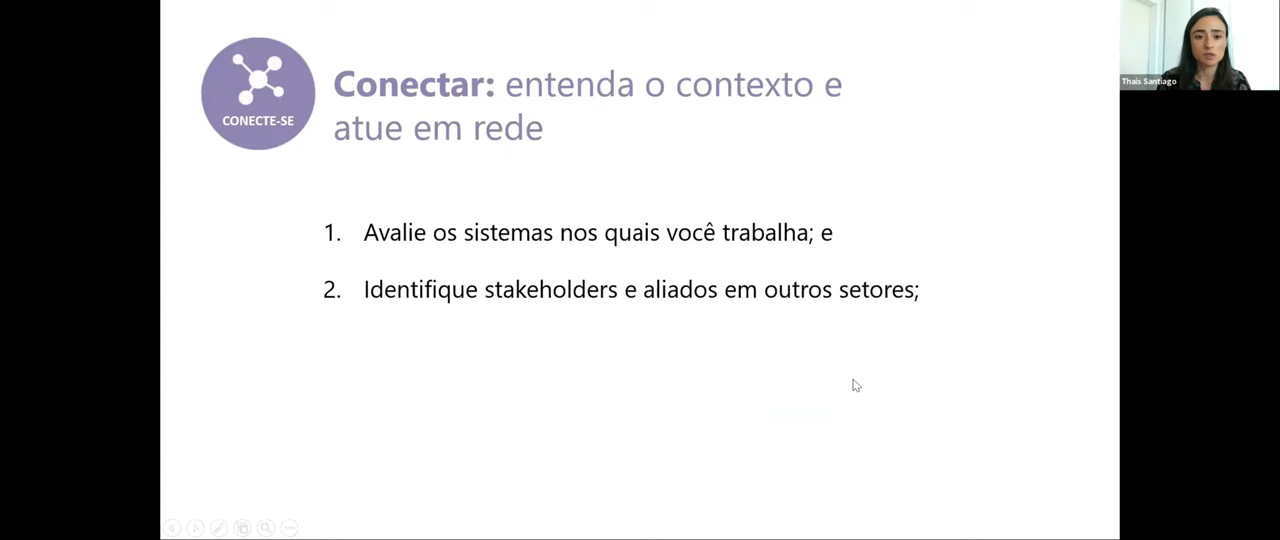 CONECTE-SE
Conectar: entenda o contexto e
atue em rede
1. Avalie os sistemas nos quais você trabalha; e
2. Identifique stakeholders e aliados em outros setores;
Thais Santiago